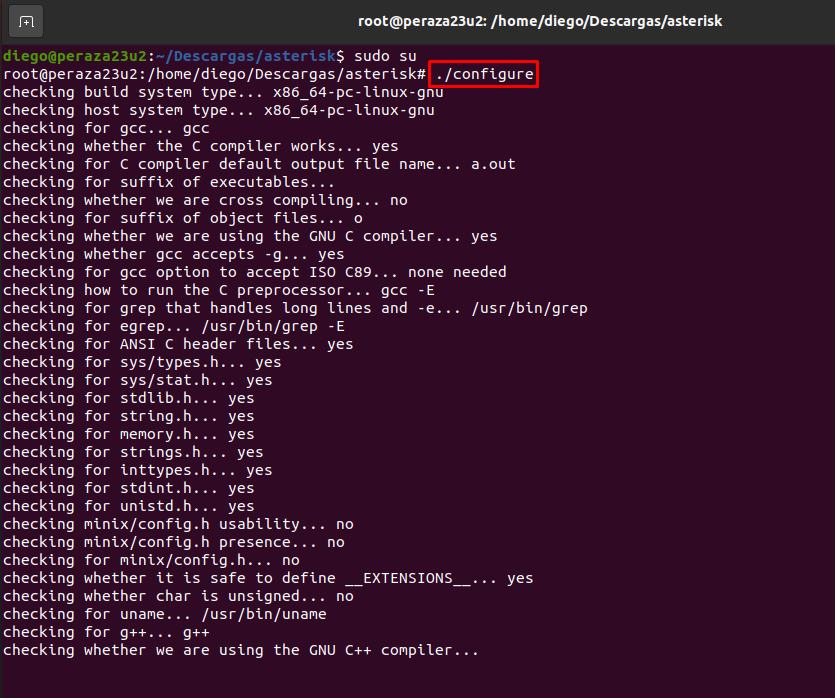 root@peraza23u2: /home/diego/Descargas/asterisk
diego@peraza23u2:~/Descargas/asterisk$ sudo su
root@peraza23u2:/home/diego/Descargas/asterisk# ./configure
checking build system type... x86_64-pc-linux-gnu
checking host system type... x86_64-pc-linux-gnu
checking for gcc... gcc
checking whether the C compiler works... yes
checking for C compiler default output file name... a.out
checking for suffix of executables...
checking whether we are cross compiling... no
checking for suffix of object files... o
checking whether we are using the GNU C compiler... yes
checking whether gcc accepts -g... yes
checking for gcc option to accept ISO C89... none needed
checking how to run the C preprocessor... gcc -E
checking for grep that handles long lines and -e... /usr/bin/grep
checking for egrep... /usr/bin/grep -E
checking for ANSI C header files... yes
checking for sys/types.h... yes
checking for sys/stat.h... yes
checking for stdlib.h... yes
checking for string.h... yes
checking for memory.h... yes
checking for strings.h... yes
checking for inttypes.h... yes
checking for stdint.h... yes
checking for unistd.h... yes
checking minix/config.h usability... no
checking minix/config.h presence... no
checking for minix/config.h... no
checking whether it is safe to define __EXTENSIONS__... yes
checking whether char is unsigned... no
checking for uname... /usr/bin/uname
checking for g++... g++
checking whether we are using the GNU C++ compiler...